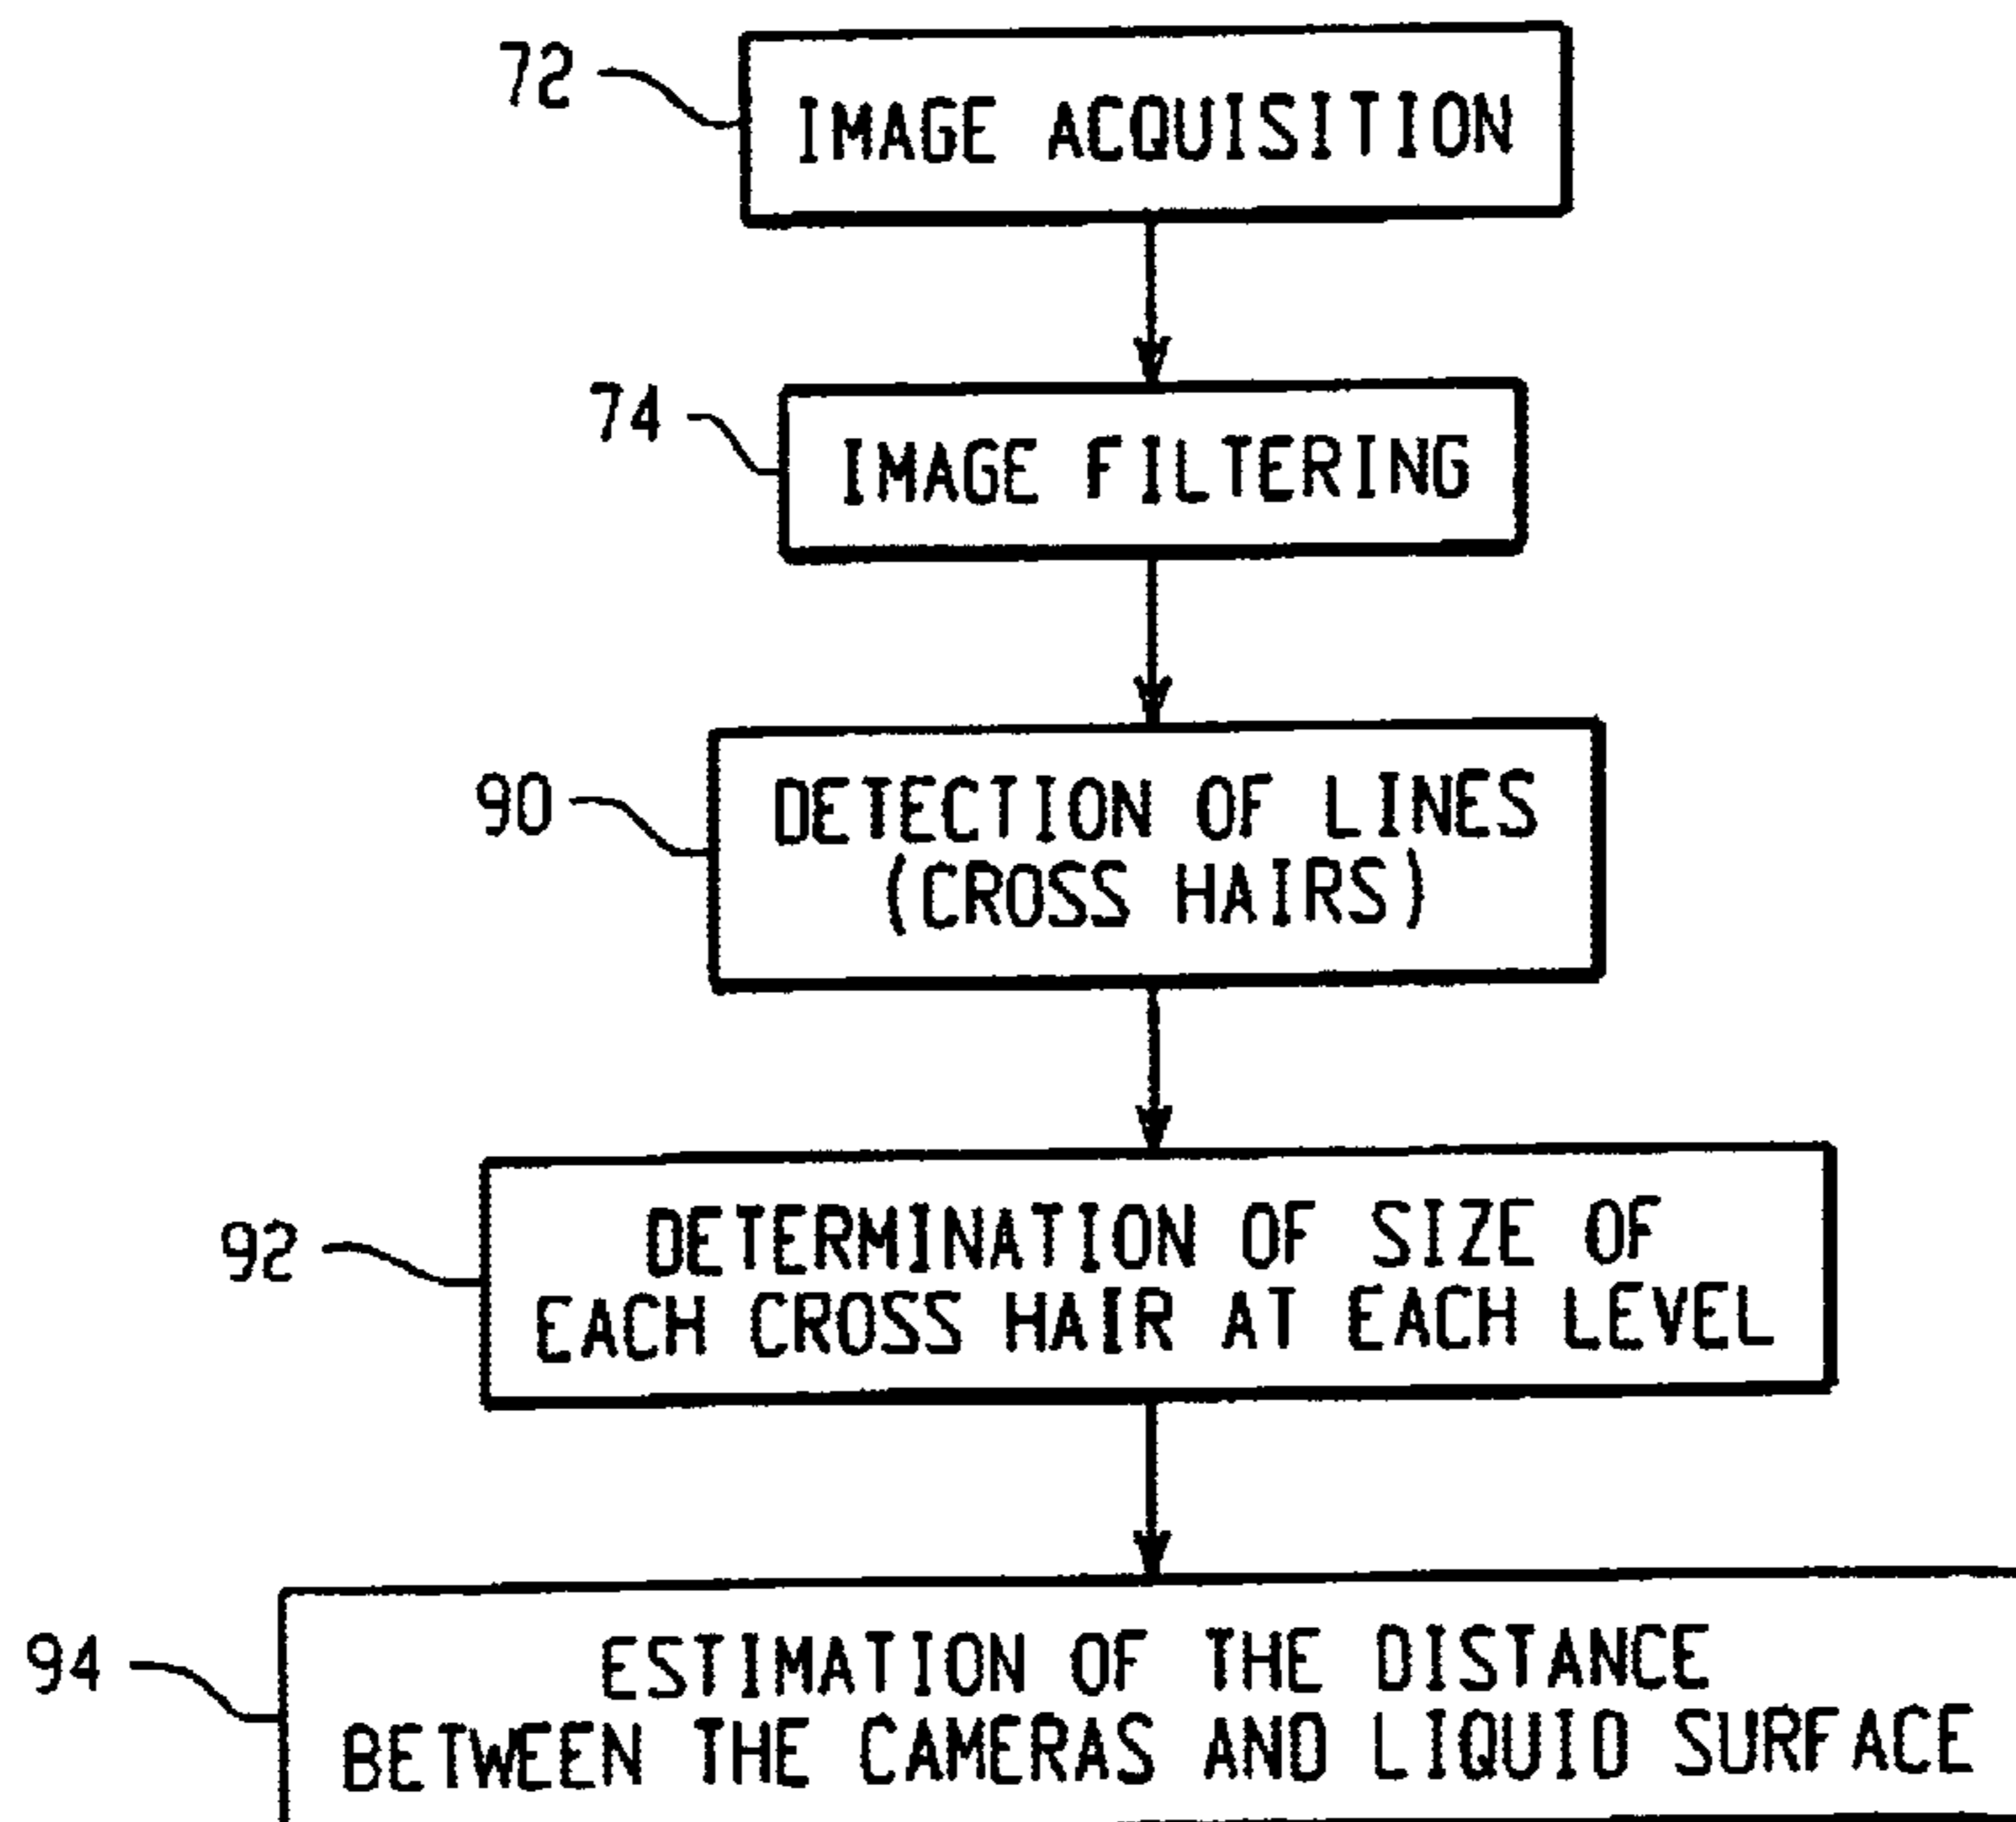 72
IMAGE ACQUISITION
74
IMAGE FILTERING
90
DETECTION OF LINES
(CROSS HAIRS)
92
DETERMINATION OF SIZE OF
EACH CROSS HAIR AT EACH LEVEL
94
ESTIMATION OF THE DISTANCE
BETWEEN THE CAMERAS AND LIQUID SURFACE